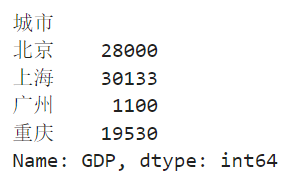 城市
北京 28000
上海 30133
广州 1100
重庆 19530
Name: GDP, dtype: int64